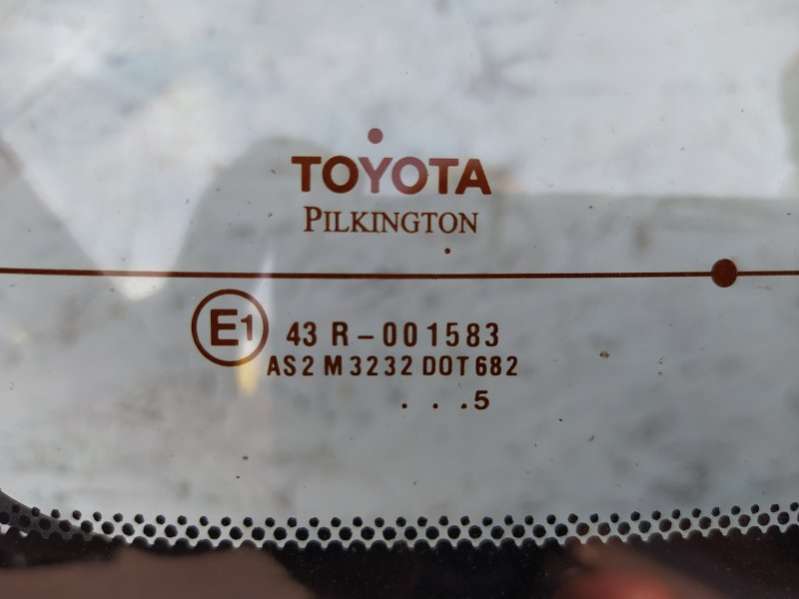 TOYOTA
PILKINGTON
E1 43 R-001583
AS2 M3232 DOT682
. . .5